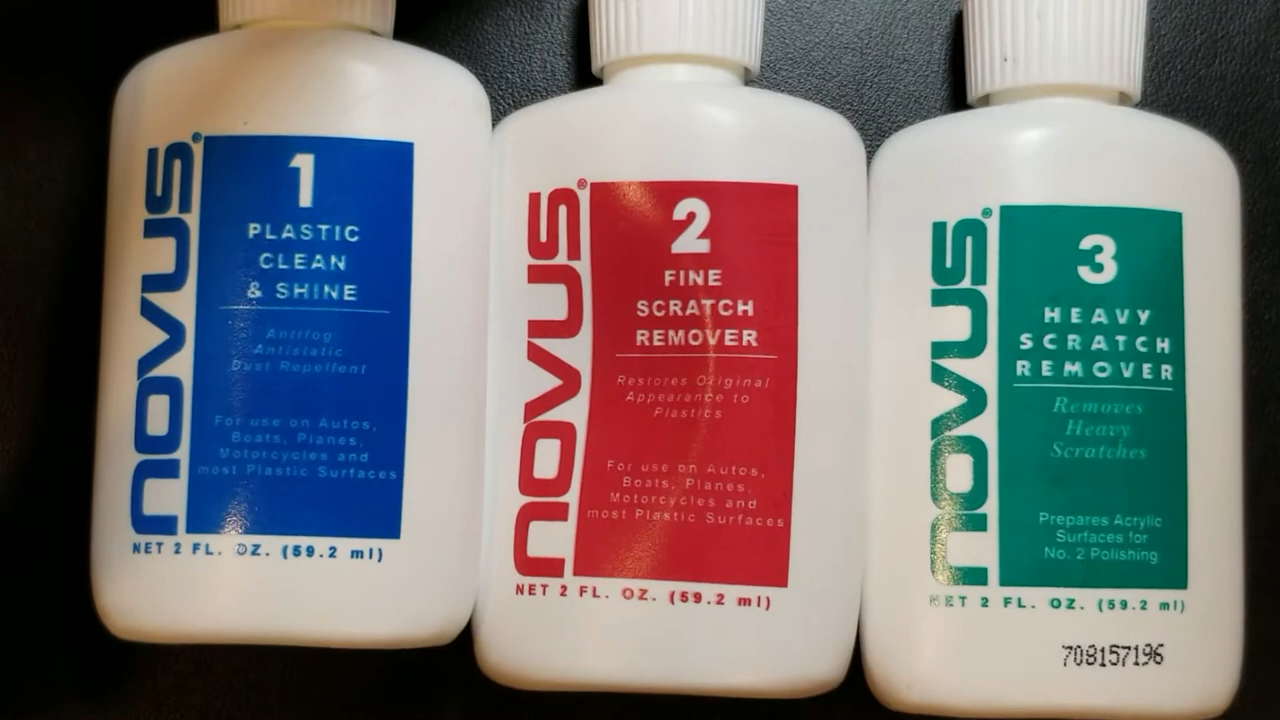 NOVUS®
1
PLASTIC
CLEAN
& SHINE
Antifog
Antistatic
Dust Repellent
For use on Autos,
Boats, Planes,
Motorcycles and
most Plastic Surfaces
NET 2 FL. OZ. (59.2 ml)
NOVUS®
2
FINE
SCRATCH
REMOVER
Restores Original
Appearance to
Plastics
For use on Autos,
Boats, Planes,
Motorcycles and
most Plastic Surfaces
NET 2 FL. OZ. (59.2 ml)
NOVUS®
3
HEAVY
SCRATCH
REMOVER
Removes
Heavy
Scratches
Prepares Acrylic
Surfaces for
No. 2 Polishing
NET 2 FL. OZ. (59.2 ml)
708157196